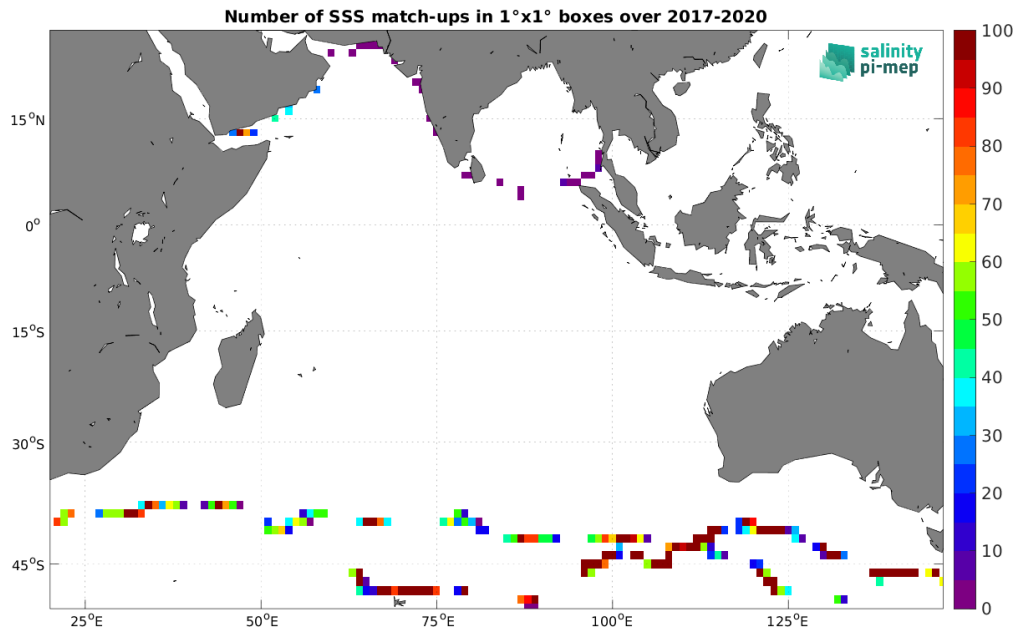 Number of SSS match-ups in 1°x1° boxes over 2017-2020
salinity
pi-mep
100
90
80
70
60
50
40
30
20
10
0
15°N
0°
15°S
30°S
45°S
25°E
50°E
75°E
100°E
125°E